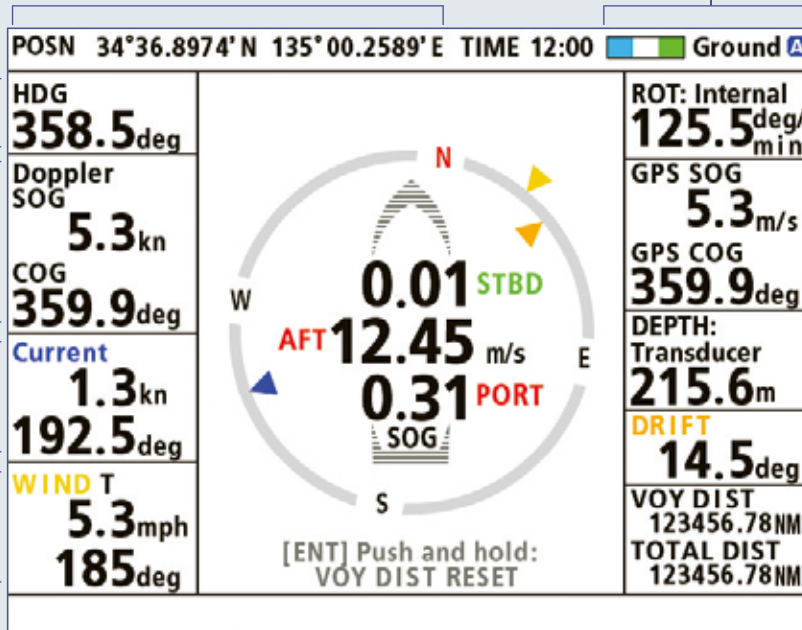 POSN 34°36.8974'N 135°00.2589'E TIME 12:00 Ground A
HDG
358.5deg
Doppler
SOG
5.3kn
COG
359.9deg
Current
1.3kn
192.5deg
WIND T
5.3mph
185deg
N
W
E
S
0.01 STBD
AFT 12.45 m/s
0.31 PORT
SOG
[ENT] Push and hold:
VOY DIST RESET
ROT: Internal
125.5deg/min
GPS SOG
5.3m/s
GPS COG
359.9deg
DEPTH:
Transducer
215.6m
DRIFT
14.5deg
VOY DIST
123456.78NM
TOTAL DIST
123456.78NM